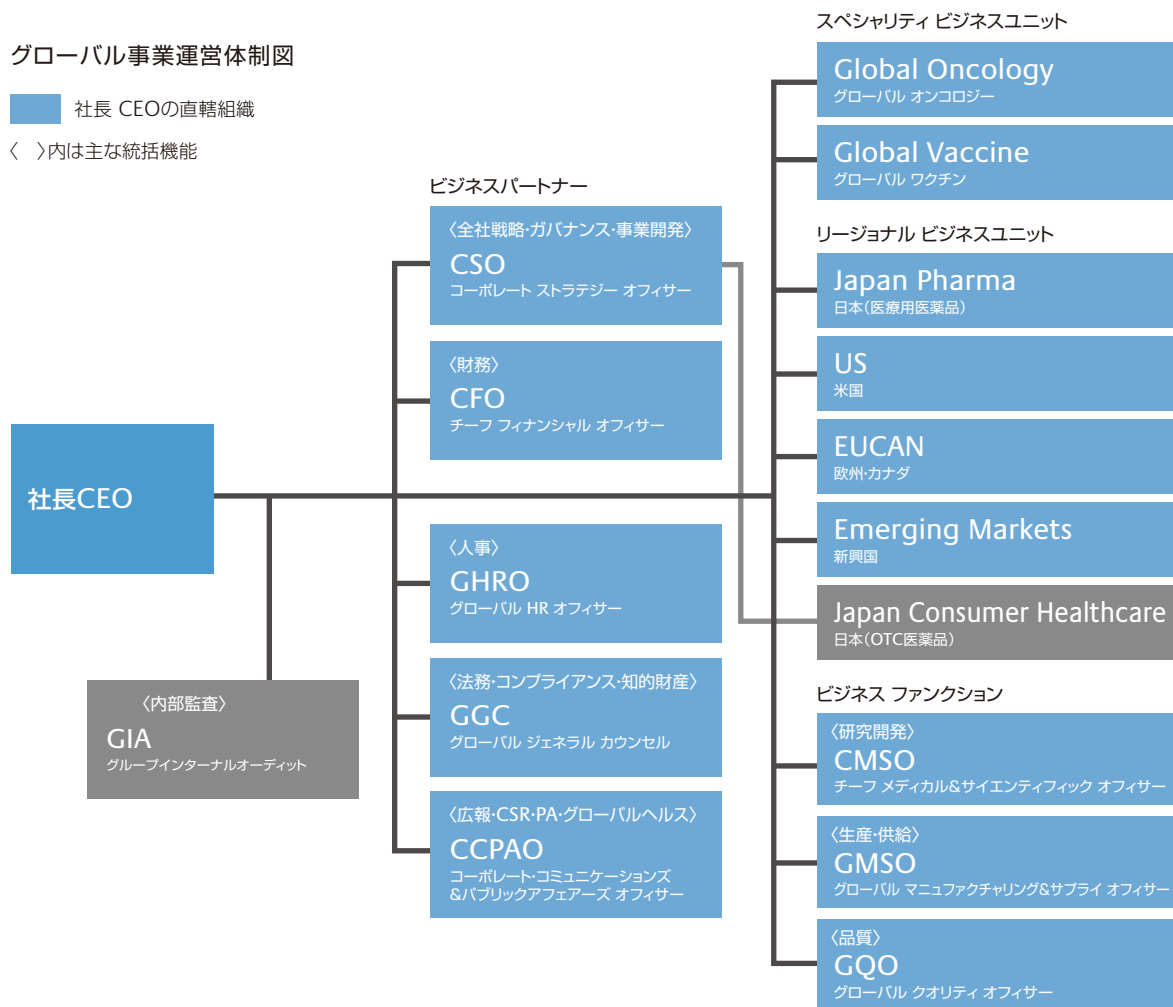 グローバル事業運営体制図
社長 CEOの直轄組織
〈　〉内は主な統括機能
社長CEO
〈内部監査〉
GIA
グループインターナルオーディット
ビジネスパートナー
〈全社戦略・ガバナンス・事業開発〉
CSO
コーポレート ストラテジー オフィサー
〈財務〉
CFO
チーフ フィナンシャル オフィサー
〈人事〉
GHRO
グローバル HR オフィサー
〈法務・コンプライアンス・知的財産〉
GGC
グローバル ジェネラル カウンセル
〈広報・CSR・PA・グローバルヘルス〉
CCPAO
コーポレート・コミュニケーションズ
&パブリックアフェアーズ オフィサー
スペシャリティ ビジネスユニット
Global Oncology
グローバル オンコロジー
Global Vaccine
グローバル ワクチン
リージョナル ビジネスユニット
Japan Pharma
日本（医療用医薬品）
US
米国
EUCAN
欧州・カナダ
Emerging Markets
新興国
Japan Consumer Healthcare
日本（OTC医薬品）
ビジネス ファンクション
〈研究開発〉
CMSO
チーフ メディカル&サイエンティフィック オフィサー
〈生産・供給〉
GMSO
グローバル マニュファクチャリング&サプライ オフィサー
〈品質〉
GQO
グローバル クオリティ オフィサー